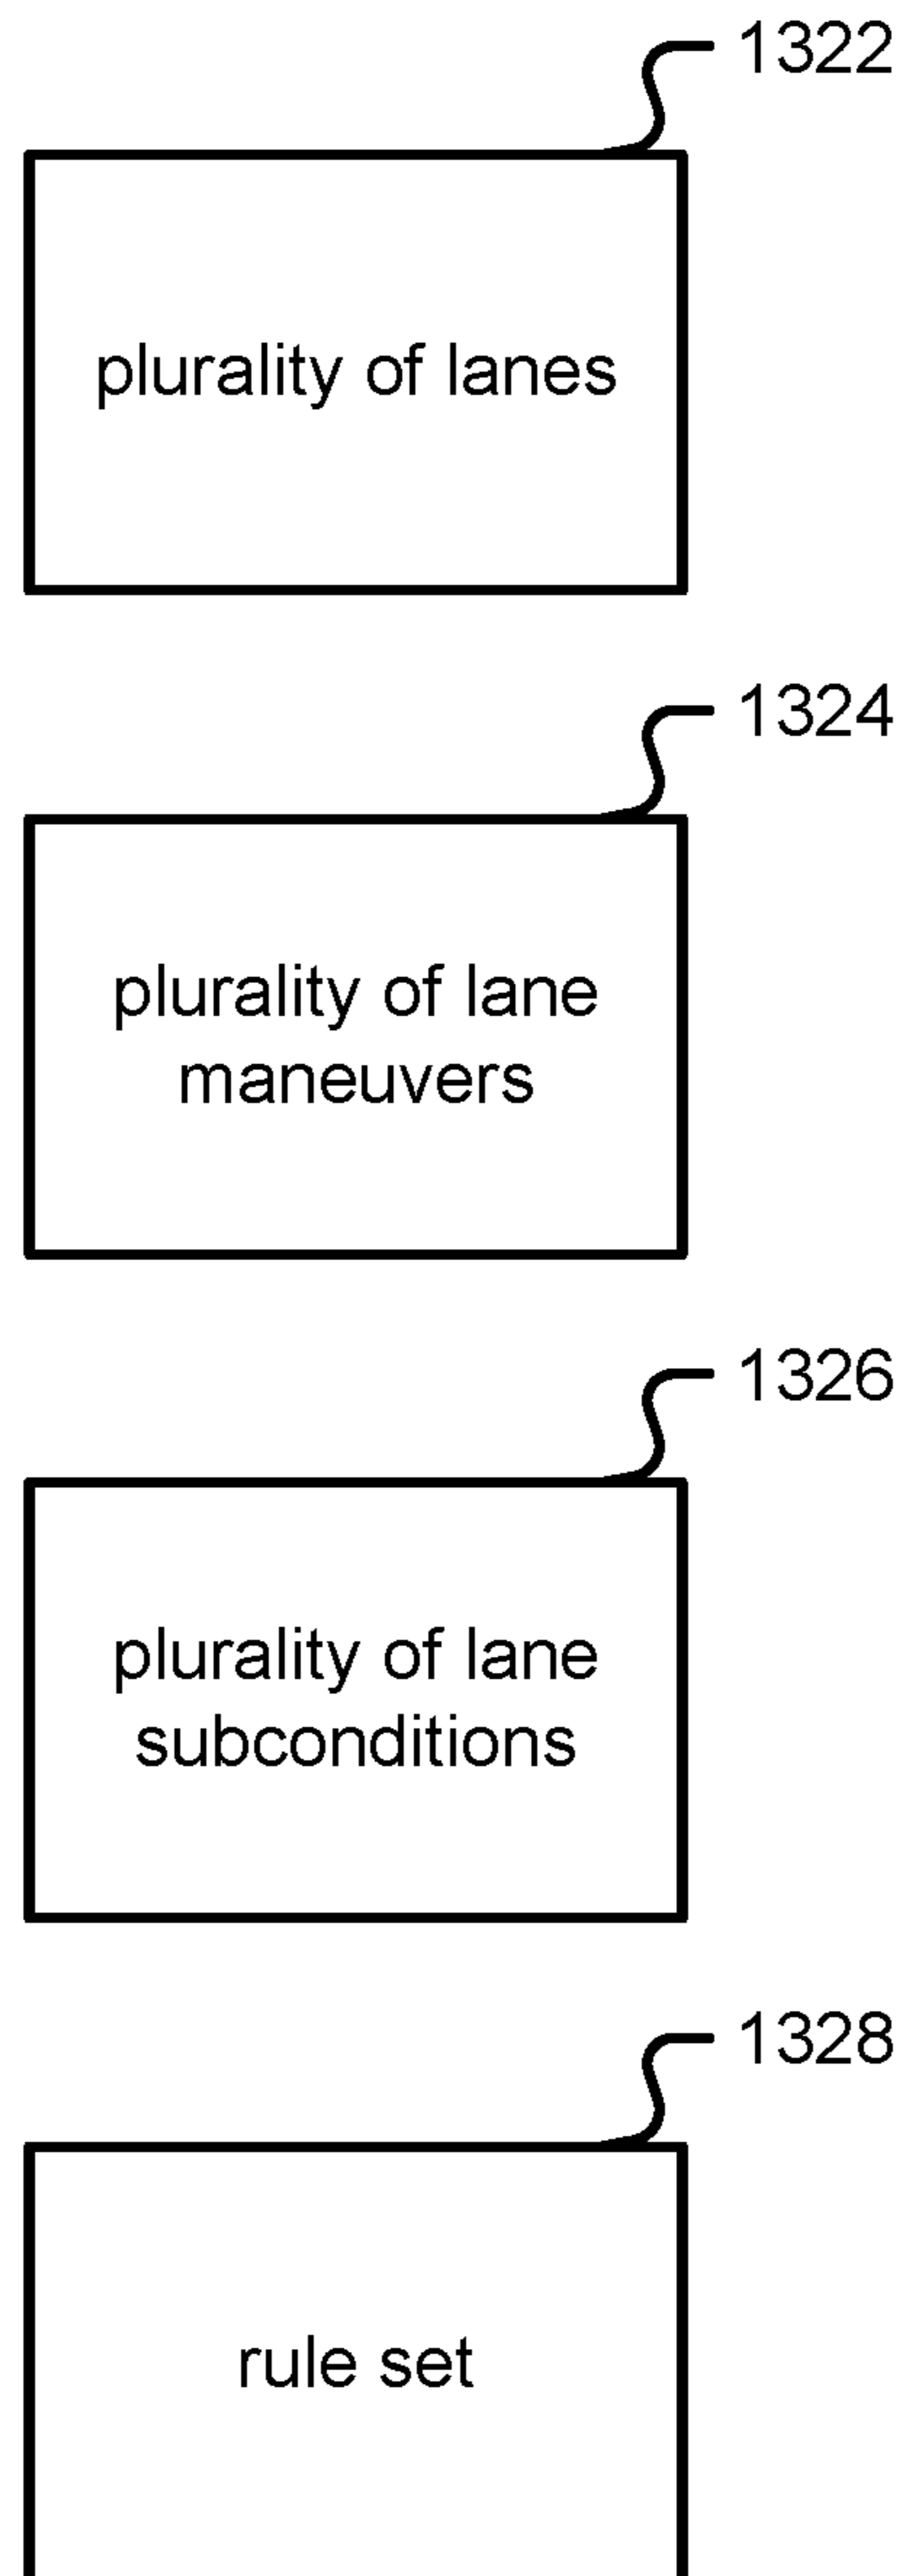 1322
plurality of lanes
1324
plurality of lane
maneuvers
1326
plurality of lane
subconditions
1328
rule set